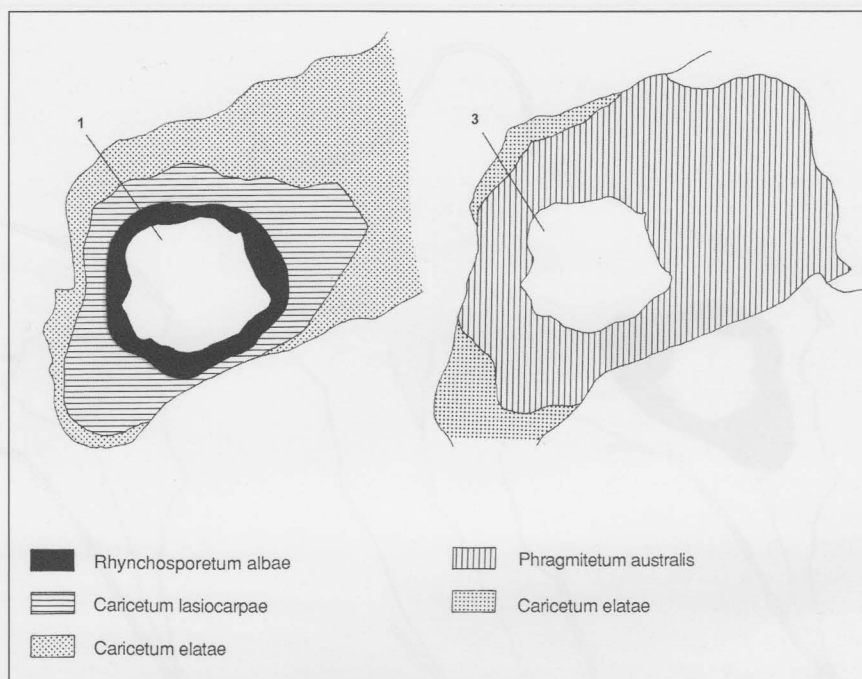 1
3
Rhynchosporetum albae
Caricetum lasiocarpae
Caricetum elatae
Phragmitetum australis
Caricetum elatae